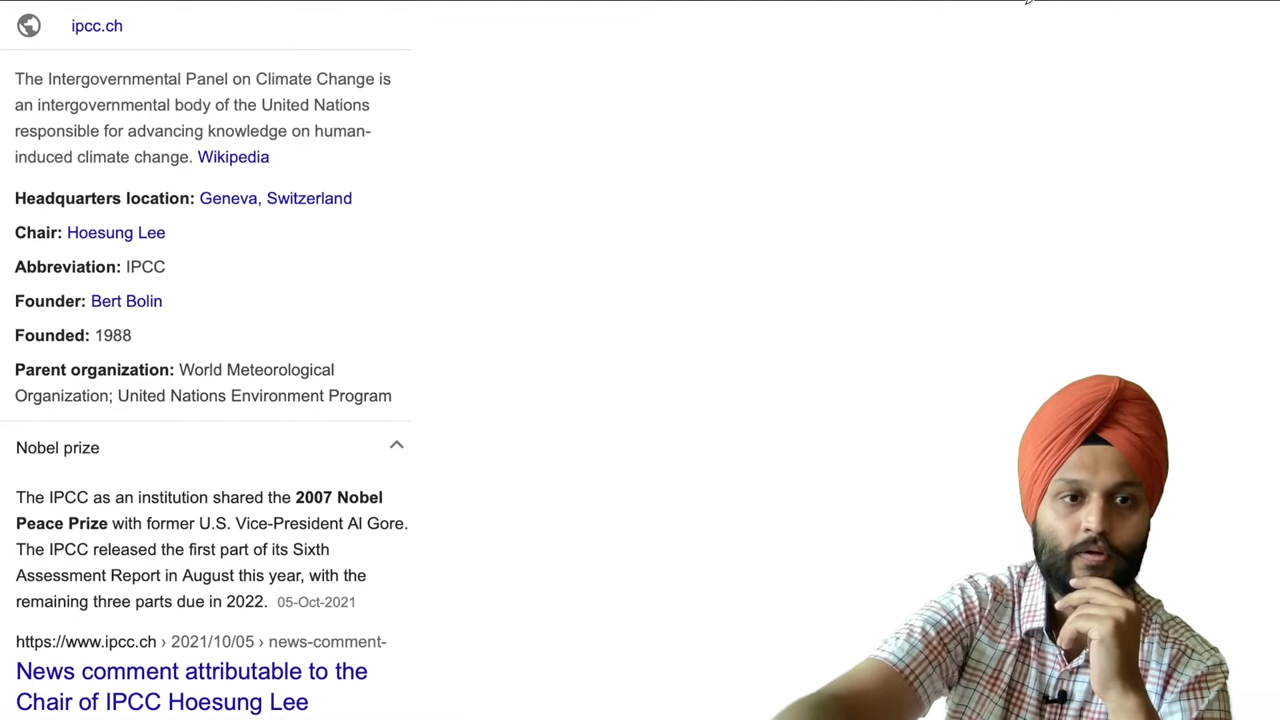 ipcc.ch
The Intergovernmental Panel on Climate Change is
an intergovernmental body of the United Nations
responsible for advancing knowledge on human-
induced climate change. Wikipedia
Headquarters location: Geneva, Switzerland
Chair: Hoesung Lee
Abbreviation: IPCC
Founder: Bert Bolin
Founded: 1988
Parent organization: World Meteorological
Organization; United Nations Environment Program
Nobel prize
The IPCC as an institution shared the 2007 Nobel
Peace Prize with former U.S. Vice-President Al Gore.
The IPCC released the first part of its Sixth
Assessment Report in August this year, with the
remaining three parts due in 2022. 05-Oct-2021
https://www.ipcc.ch › 2021/10/05 › news-comment-
News comment attributable to the
Chair of IPCC Hoesung Lee